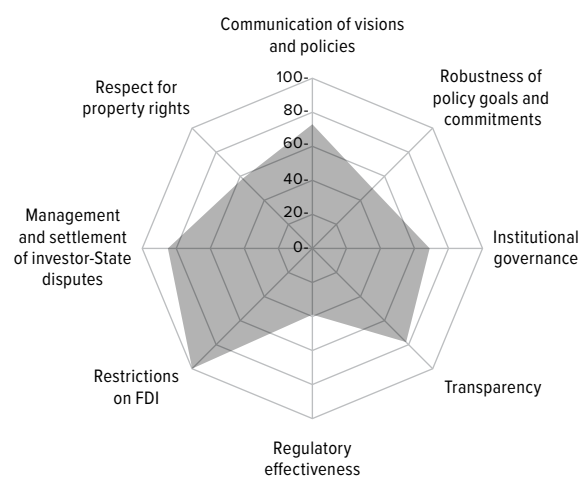 Communication of visions
and policies
Robustness of
policy goals and
commitments
Respect for
property rights
100-
80-
60-
40-
20-
0-
Management
and settlement
of investor-State
disputes
Institutional
governance
Restrictions
on FDI
Transparency
Regulatory
effectiveness